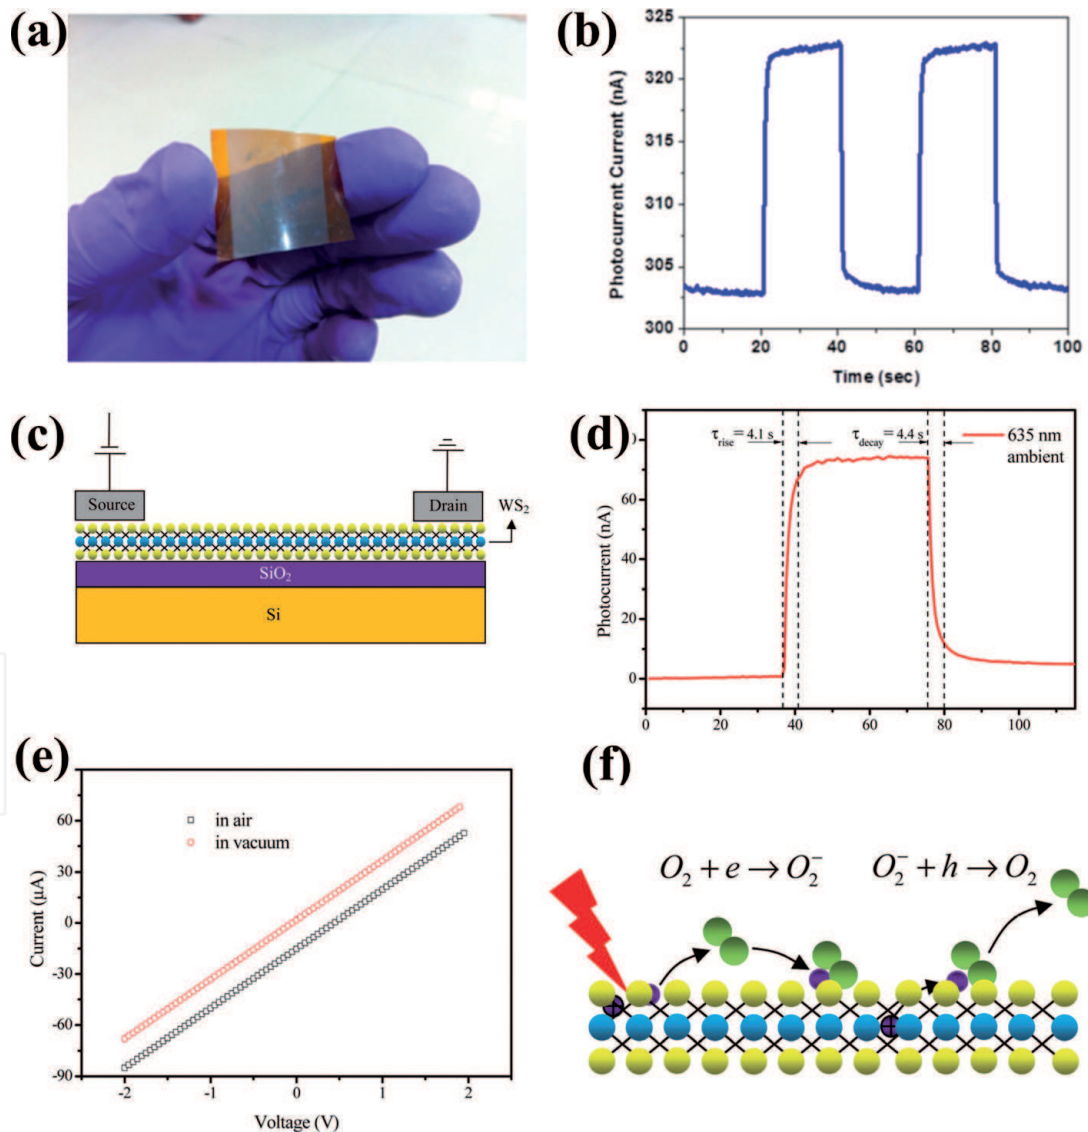 (a)
(b)
Photocurrent Current (nA)
325
320
315
310
305
300
0 20 40 60 80 100
Time (sec)
(c)
Source
Drain
WS₂
SiO₂
Si
(d)
τrise = 4.1 s
τdecay = 4.4 s
635 nm
ambient
Photocurrent (nA)
60
40
20
0
0 20 40 60 80 100
(e)
in air
in vacuum
Current (μA)
60
30
0
-30
-60
-90
-2 -1 0 1 2
Voltage (V)
(f)
O₂ + e → O₂⁻
O₂⁻ + h → O₂